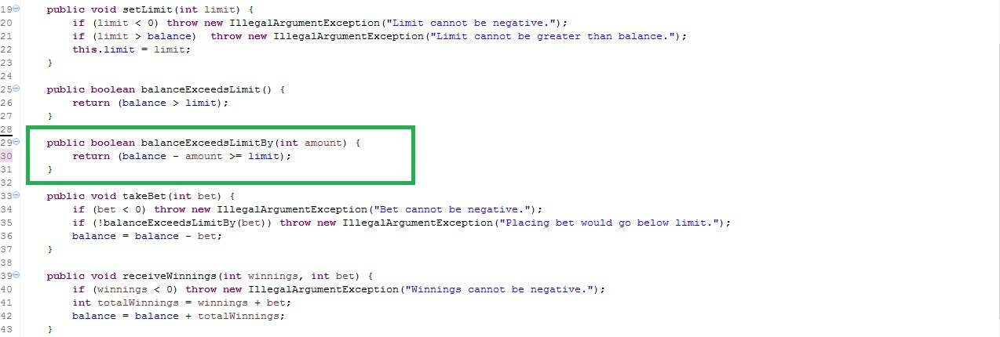 19 public void setLimit(int limit) {
20 if (limit < 0) throw new IllegalArgumentException("Limit cannot be negative.");
21 if (limit > balance)  throw new IllegalArgumentException("Limit cannot be greater than balance.");
22 this.limit = limit;
23 }
24
25 public boolean balanceExceedsLimit() {
26 return (balance > limit);
27 }
28
29 public boolean balanceExceedsLimitBy(int amount) {
30 return (balance - amount >= limit);
31 }
32
33 public void takeBet(int bet) {
34 if (bet < 0) throw new IllegalArgumentException("Bet cannot be negative.");
35 if (!balanceExceedsLimitBy(bet)) throw new IllegalArgumentException("Placing bet would go below limit.");
36 balance = balance - bet;
37 }
38
39 public void receiveWinnings(int winnings, int bet) {
40 if (winnings < 0) throw new IllegalArgumentException("Winnings cannot be negative.");
41 int totalWinnings = winnings + bet;
42 balance = balance + totalWinnings;
43 }